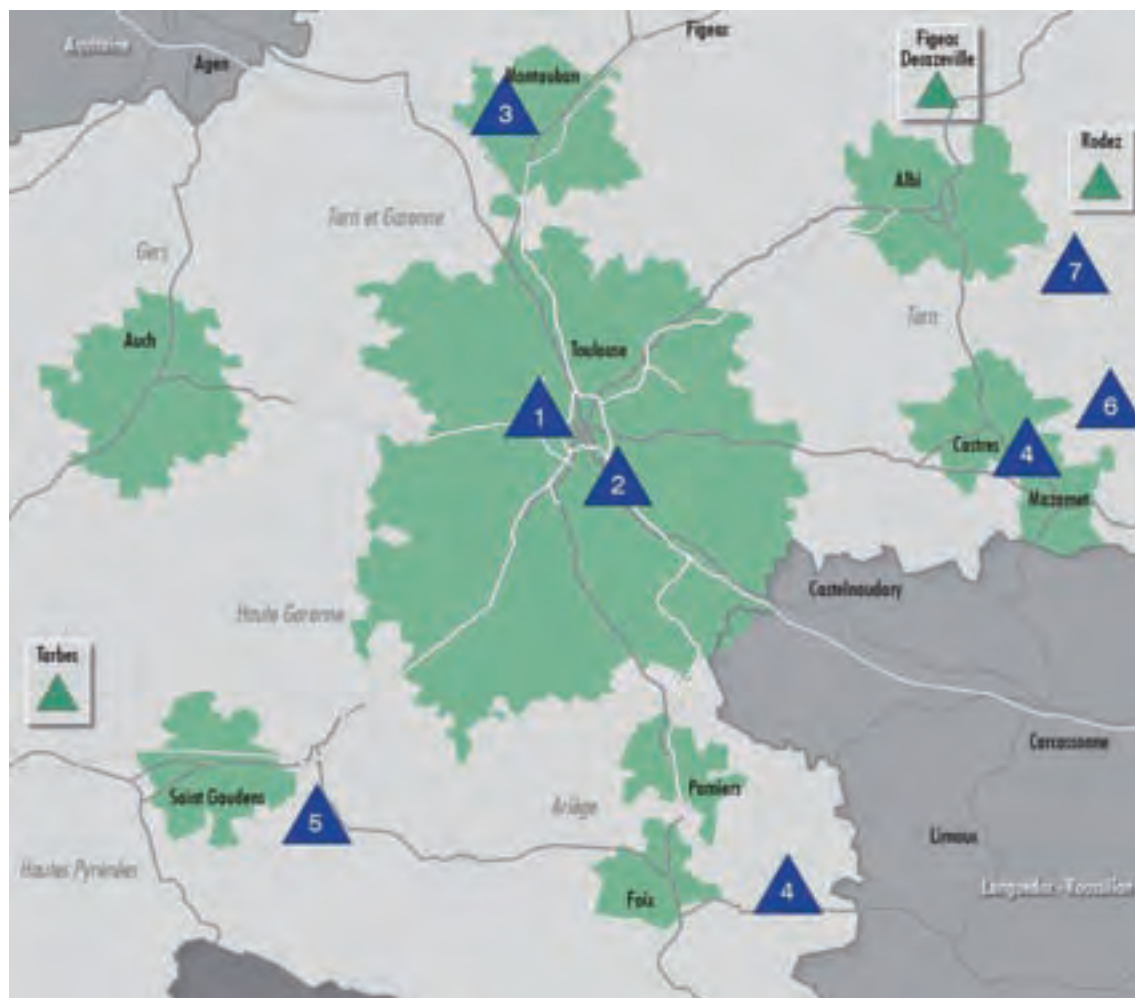 Aquitaine
Agen
Montauban
3
Figeac
Figeac
Decazeville
Rodez
Albi
Tarn et Garonne
Gers
7
Tarn
Auch
Toulouse
1
6
Castres
4
2
Mazamet
Castelnaudary
Haute Garonne
Tarbes
Carcassonne
Pamiers
Saint Gaudens
Ariège
5
Limoux
Hautes Pyrénées
4
Languedoc-Roussillon
Foix